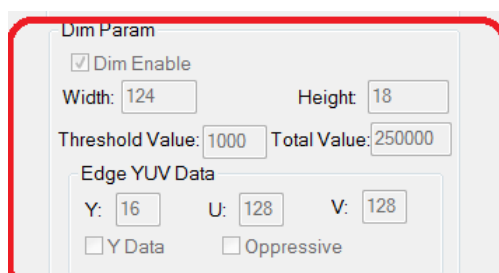 Dim Param
Dim Enable
Width: 124 Height: 18
Threshold Value: 1000 Total Value: 250000
Edge YUV Data
Y: 16 U: 128 V: 128
Y Data Oppressive